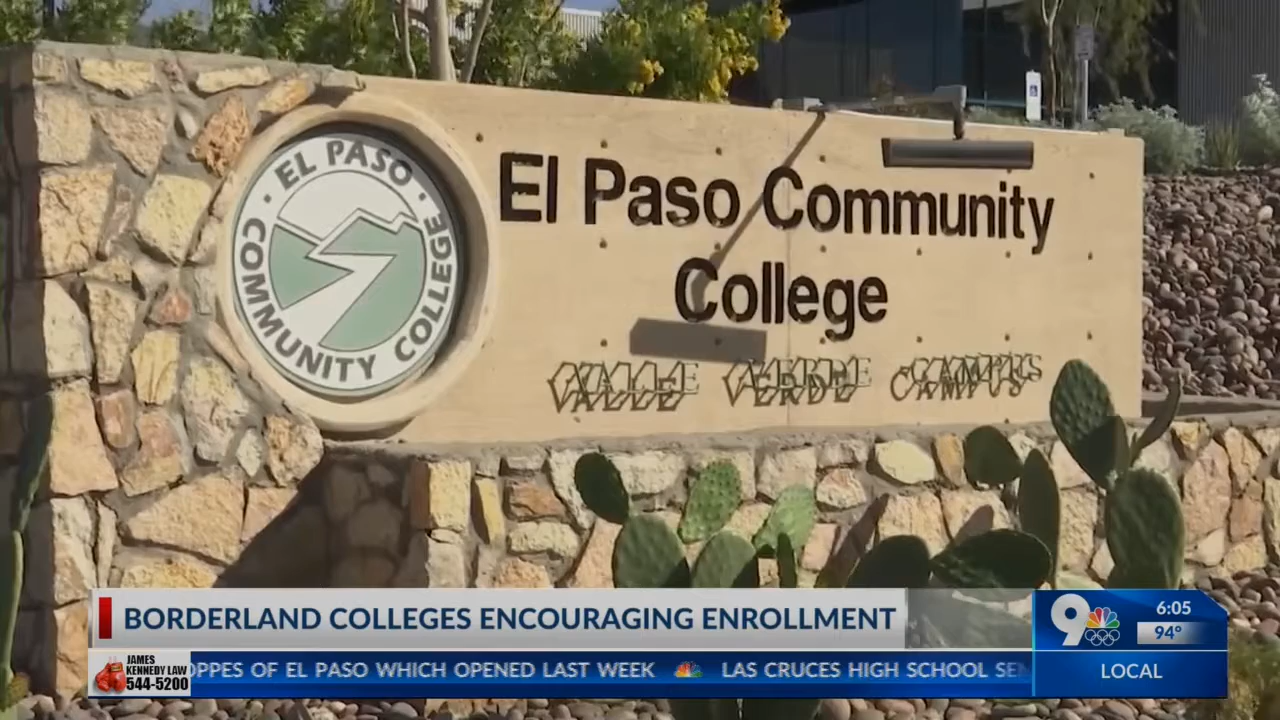 EL PASO
COMMUNITY COLLEGE
El Paso Community
College
VALLE VERDE CAMPUS
BORDERLAND COLLEGES ENCOURAGING ENROLLMENT
9
6:05
94°
LOCAL
JAMES
KENNEDY LAW
544-5200
OPPES OF EL PASO WHICH OPENED LAST WEEK
LAS CRUCES HIGH SCHOOL SEN